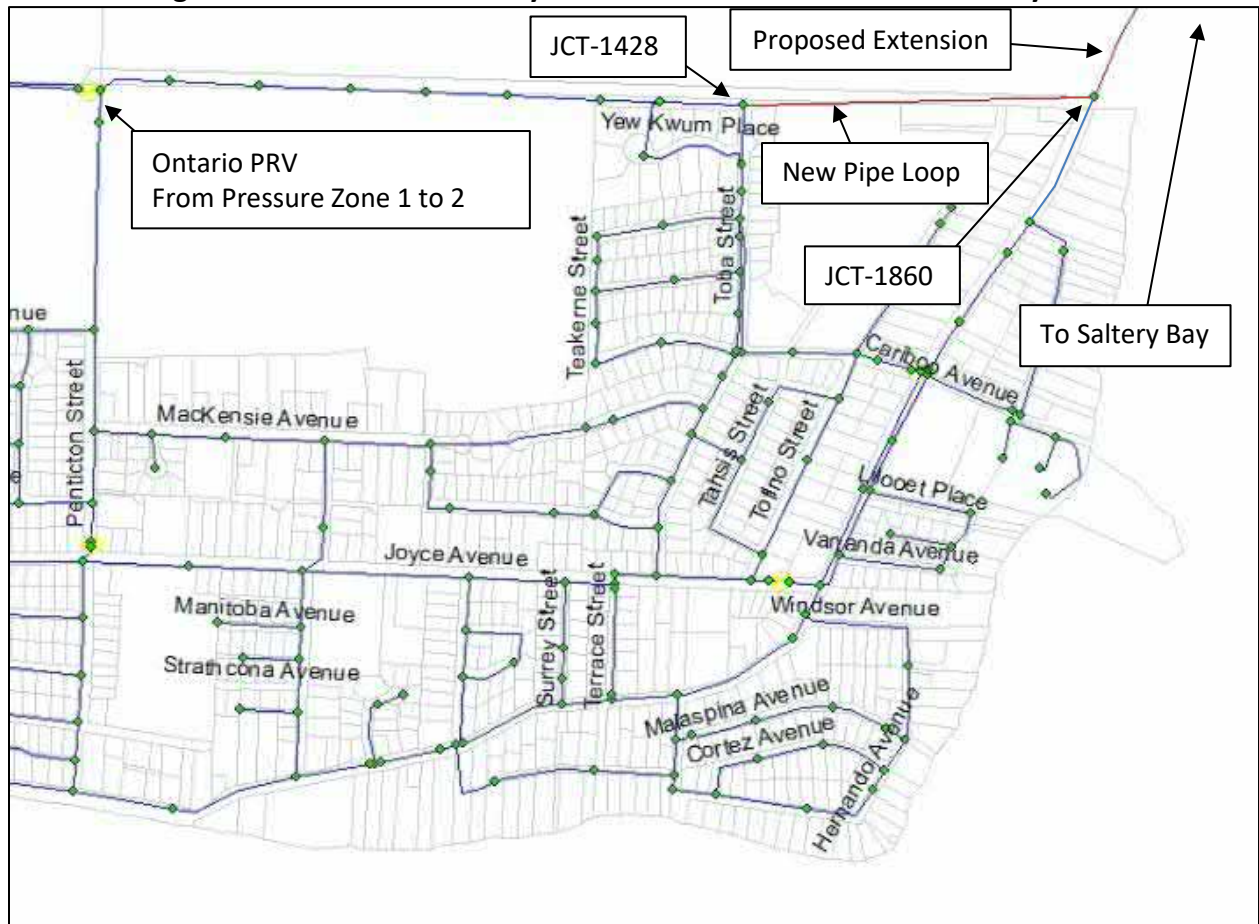 JCT-1428
Proposed Extension
Yew Kwum Place
Ontario PRV
From Pressure Zone 1 to 2
New Pipe Loop
JCT-1860
To Saltery Bay
Teakerne Street
Toba Street
nue
Cariboo Avenue
Penticton Street
MacKensie Avenue
Tahsis Street
Tofino Street
Lilooet Place
Joyce Avenue
Vananda Avenue
Manitoba Avenue
Surrey Street
Terrace Street
Windsor Avenue
Strathcona Avenue
Malaspina Avenue
Cortez Avenue
Hernando Avenue